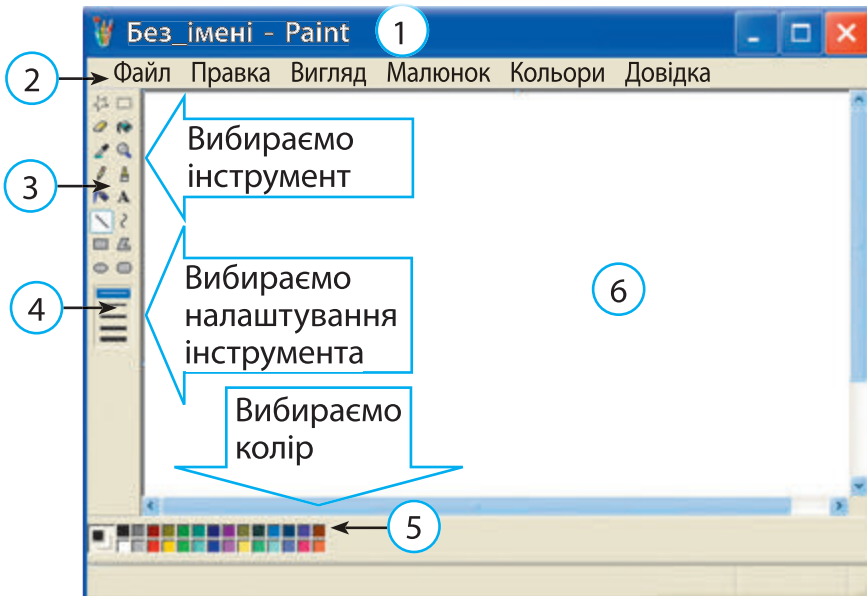 Без_імені - Paint 1
2 Файл Правка Вигляд Малюнок Кольори Довідка
Вибираємо
інструмент
3
A
Вибираємо
налаштування
інструмента
4
6
Вибираємо
колір
5